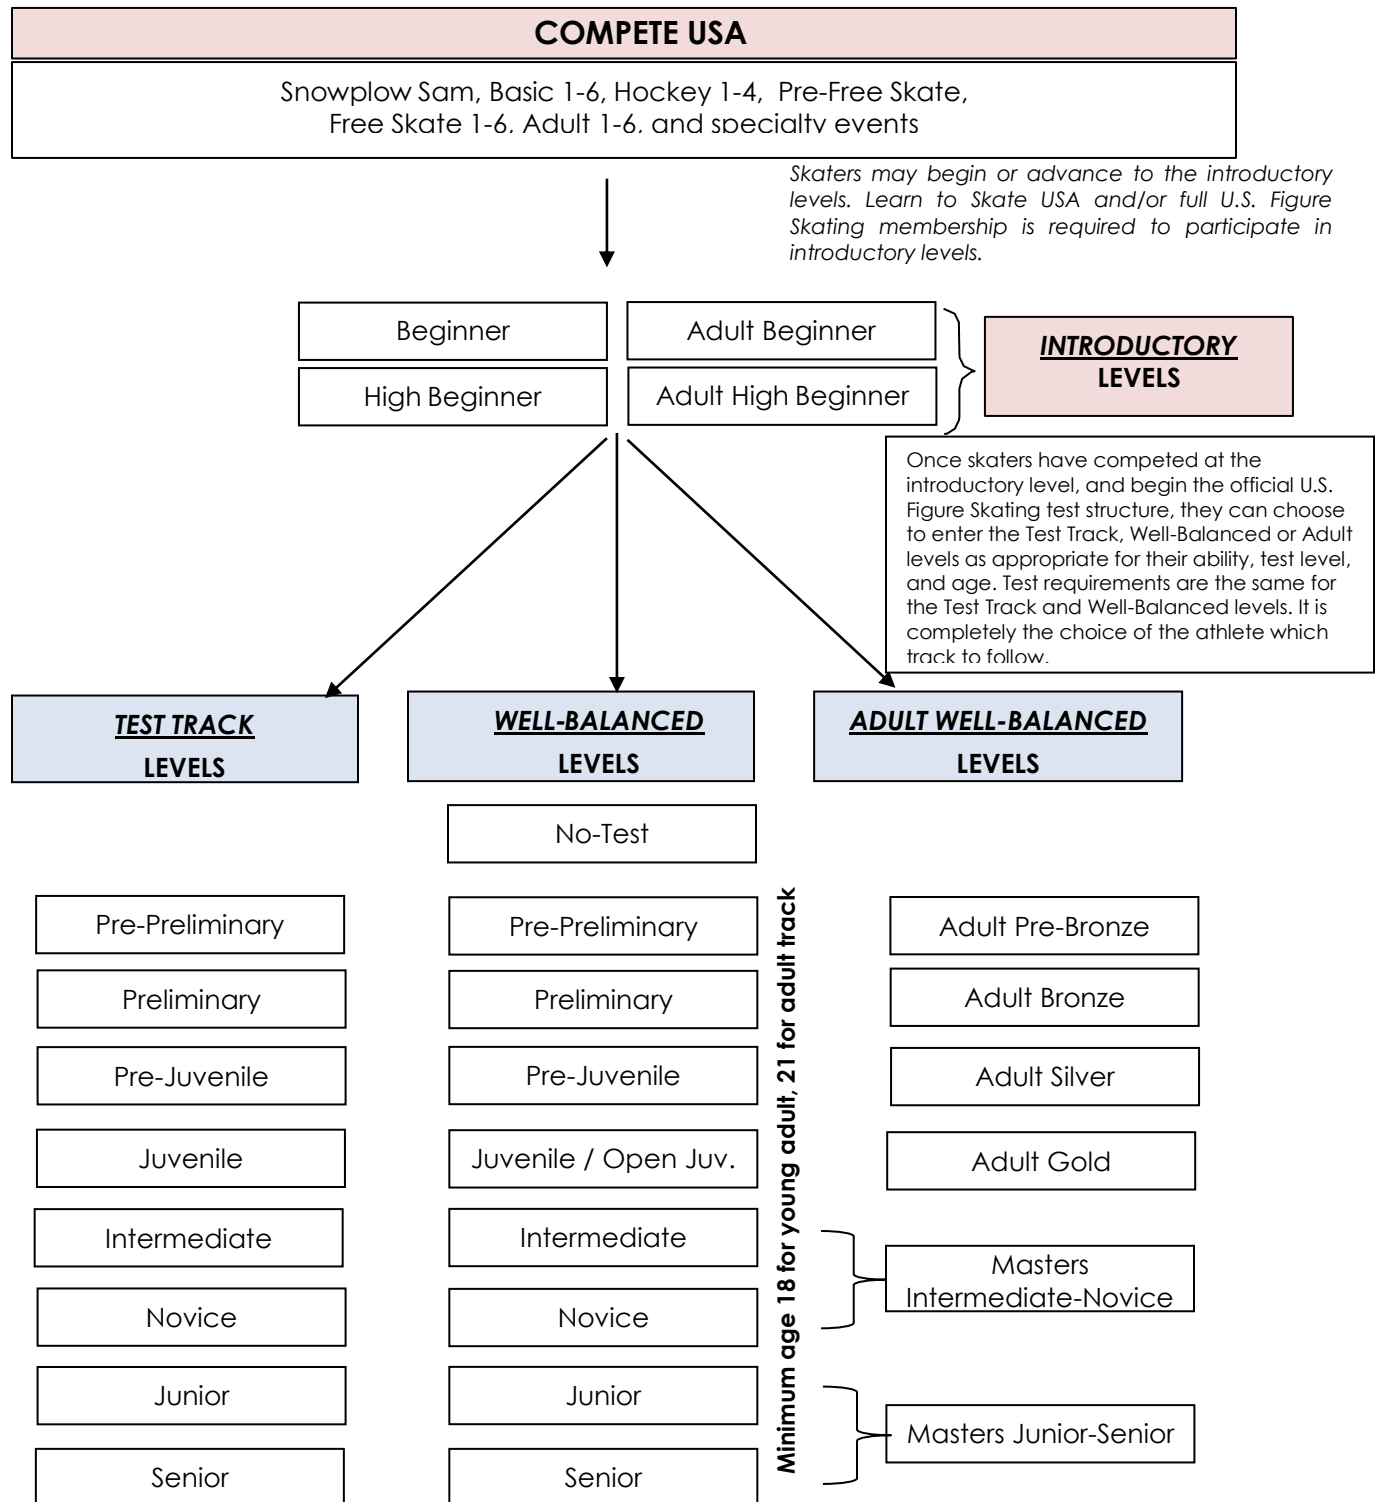 COMPETE USA
Snowplow Sam, Basic 1-6, Hockey 1-4, Pre-Free Skate,
Free Skate 1-6, Adult 1-6, and specialty events
Skaters may begin or advance to the introductory
levels. Learn to Skate USA and/or full U.S. Figure
Skating membership is required to participate in
introductory levels.
Beginner
Adult Beginner
High Beginner
Adult High Beginner
INTRODUCTORY
LEVELS
Once skaters have competed at the
introductory level, and begin the official U.S.
Figure Skating test structure, they can choose
to enter the Test Track, Well-Balanced or Adult
levels as appropriate for their ability, test level,
and age. Test requirements are the same for
the Test Track and Well-Balanced levels. It is
completely the choice of the athlete which
track to follow.
TEST TRACK
LEVELS
Pre-Preliminary
Preliminary
Pre-Juvenile
Juvenile
Intermediate
Novice
Junior
Senior
WELL-BALANCED
LEVELS
No-Test
Pre-Preliminary
Preliminary
Pre-Juvenile
Juvenile / Open Juv.
Intermediate
Novice
Junior
Senior
Minimum age 18 for young adult, 21 for adult track
ADULT WELL-BALANCED
LEVELS
Adult Pre-Bronze
Adult Bronze
Adult Silver
Adult Gold
Masters
Intermediate-Novice
Masters Junior-Senior